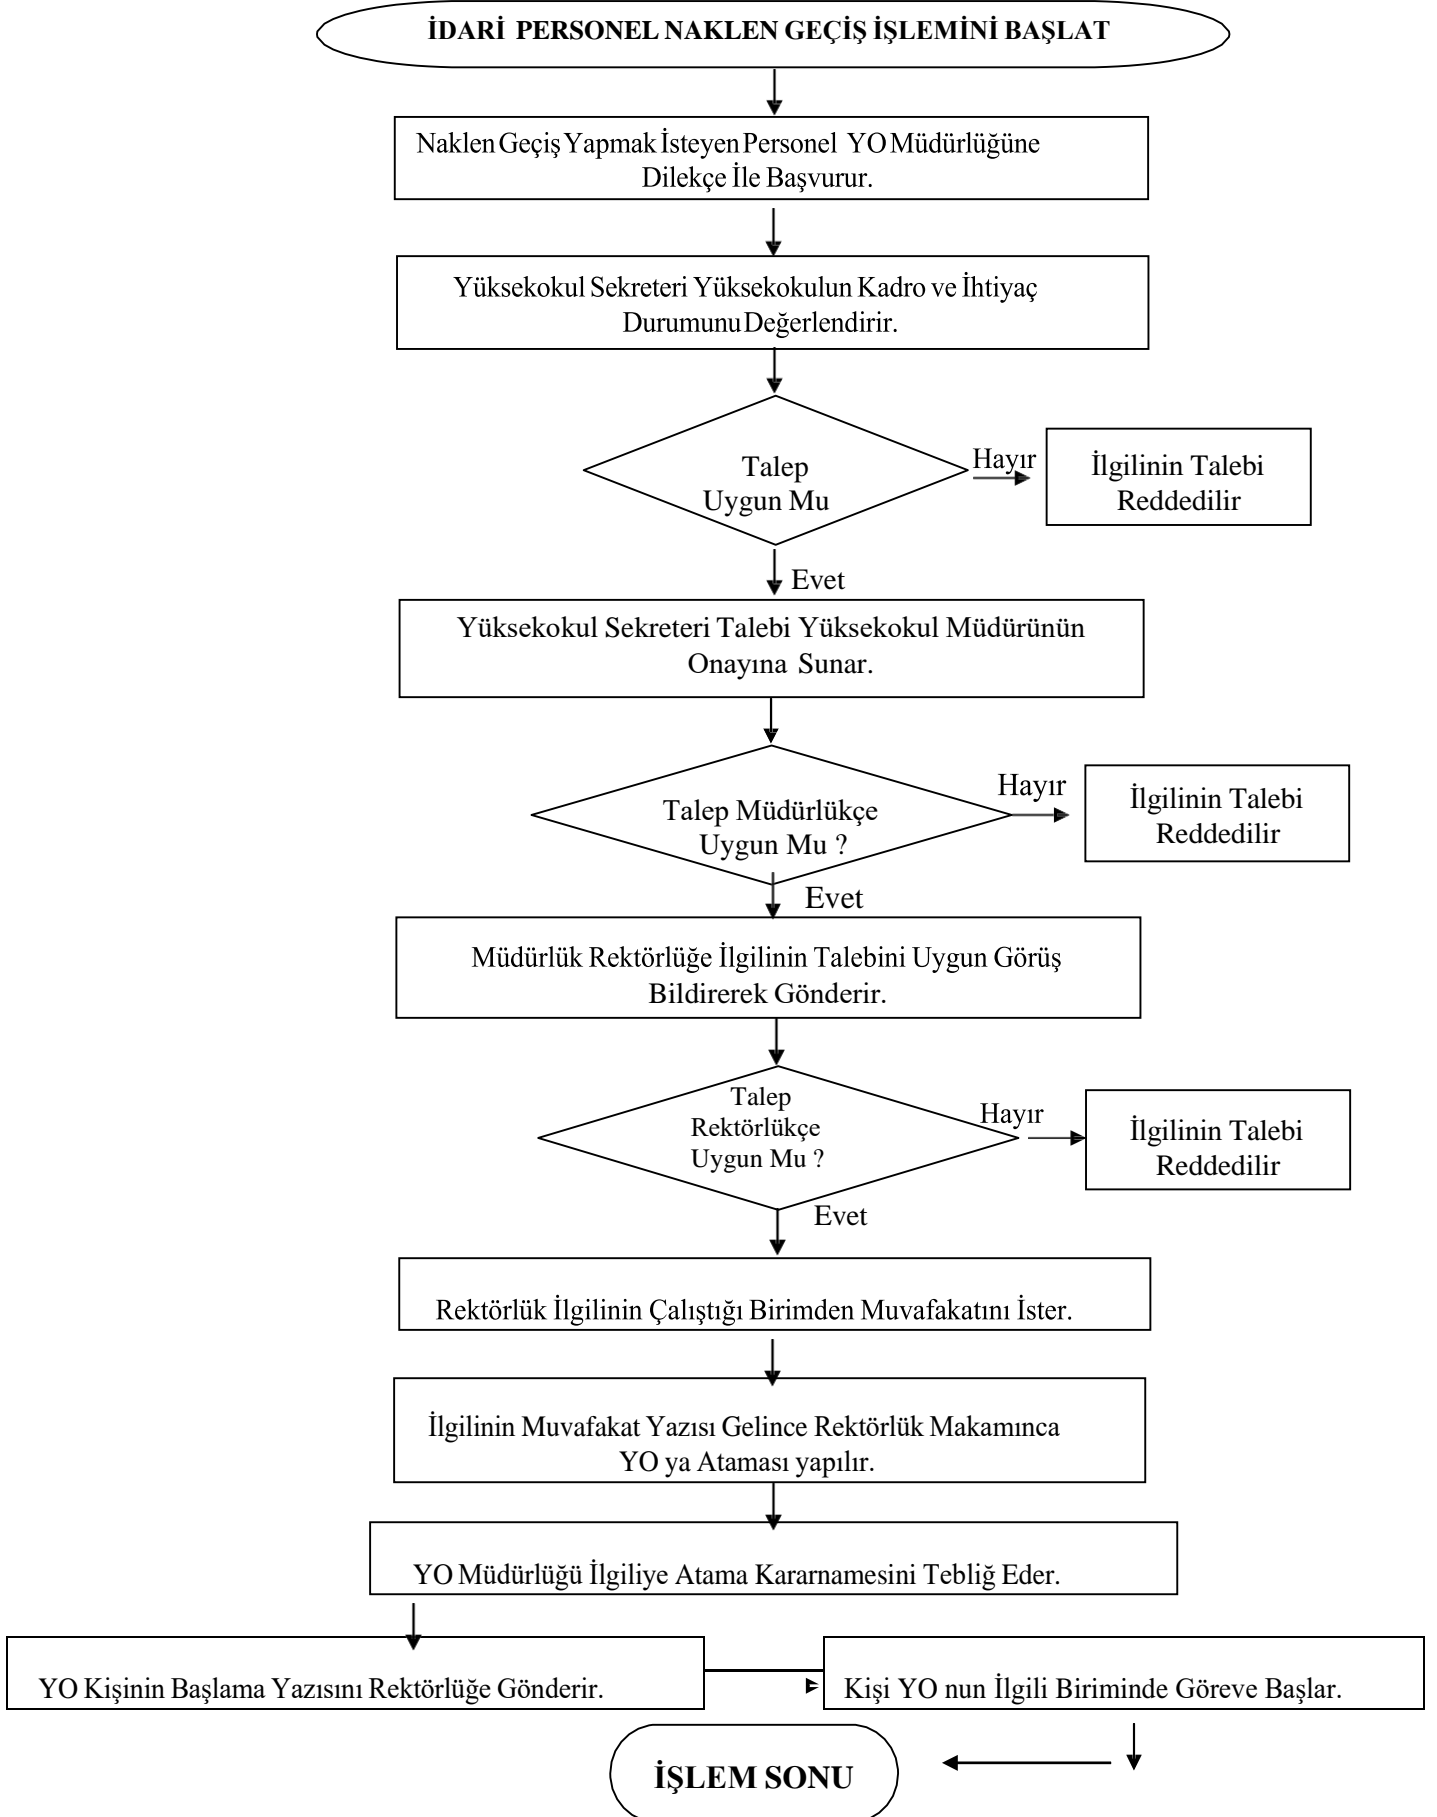 İDARİ PERSONEL NAKLEN GEÇİŞ İŞLEMİNİ BAŞLAT
Naklen Geçiş Yapmak İsteyen Personel YO Müdürlüğüne
Dilekçe İle Başvurur.
Yüksekokul Sekreteri Yüksekokulun Kadro ve İhtiyaç
Durumunu Değerlendirir.
Talep
Uygun Mu
Hayır
İlgilinin Talebi
Reddedilir
Evet
Yüksekokul Sekreteri Talebi Yüksekokul Müdürünün
Onayına Sunar.
Talep Müdürlükçe
Uygun Mu ?
Hayır
İlgilinin Talebi
Reddedilir
Evet
Müdürlük Rektörlüğe İlgilinin Talebini Uygun Görüş
Bildirerek Gönderir.
Talep
Rektörlükçe
Uygun Mu ?
Hayır
İlgilinin Talebi
Reddedilir
Evet
Rektörlük İlgilinin Çalıştığı Birimden Muvafakatını İster.
İlgilinin Muvafakat Yazısı Gelince Rektörlük Makamınca
YO ya Ataması yapılır.
YO Müdürlüğü İlgiliye Atama Kararnamesini Tebliğ Eder.
YO Kişinin Başlama Yazısını Rektörlüğe Gönderir.
Kişi YO nun İlgili Biriminde Göreve Başlar.
İŞLEM SONU